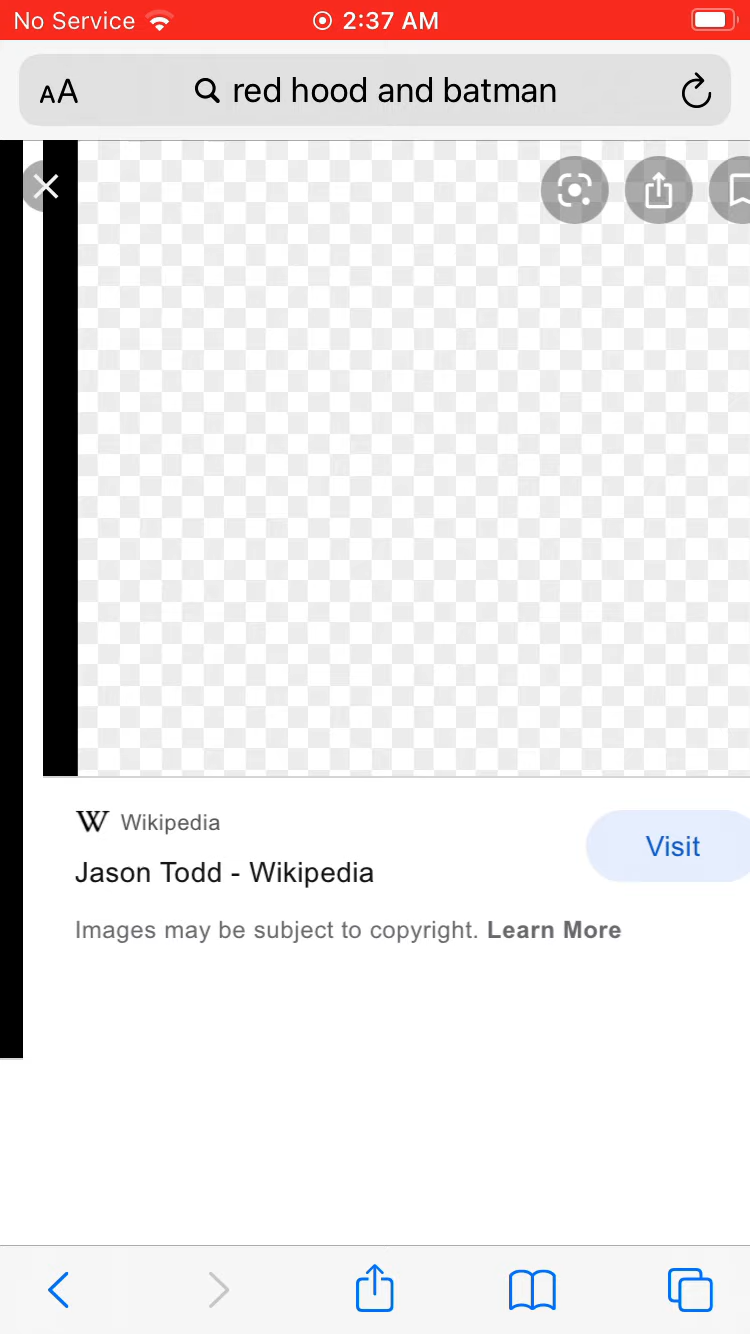 No Service 2:37 AM
AA red hood and batman
W Wikipedia
Visit
Jason Todd - Wikipedia
Images may be subject to copyright. Learn More